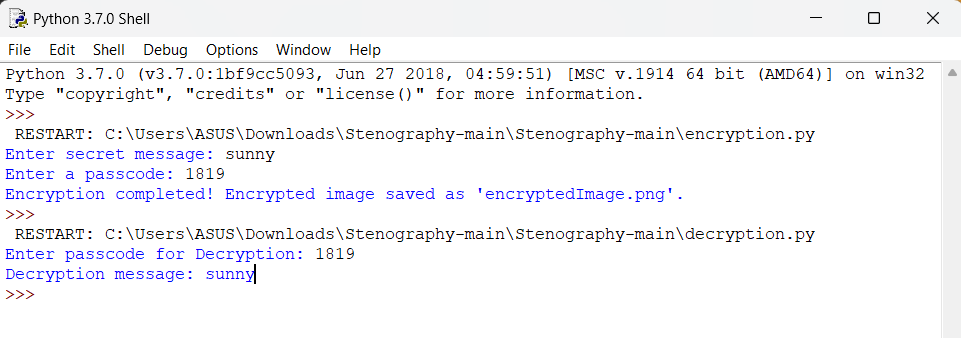 Python 3.7.0 Shell
File Edit Shell Debug Options Window Help
Python 3.7.0 (v3.7.0:1bf9cc5093, Jun 27 2018, 04:59:51) [MSC v.1914 64 bit (AMD64)] on win32
Type "copyright", "credits" or "license()" for more information.
>>>
RESTART: C:\Users\ASUS\Downloads\Stenography-main\Stenography-main\encryption.py
Enter secret message: sunny
Enter a passcode: 1819
Encryption completed! Encrypted image saved as 'encryptedImage.png'.
>>>
RESTART: C:\Users\ASUS\Downloads\Stenography-main\Stenography-main\decryption.py
Enter passcode for Decryption: 1819
Decryption message: sunny
>>>